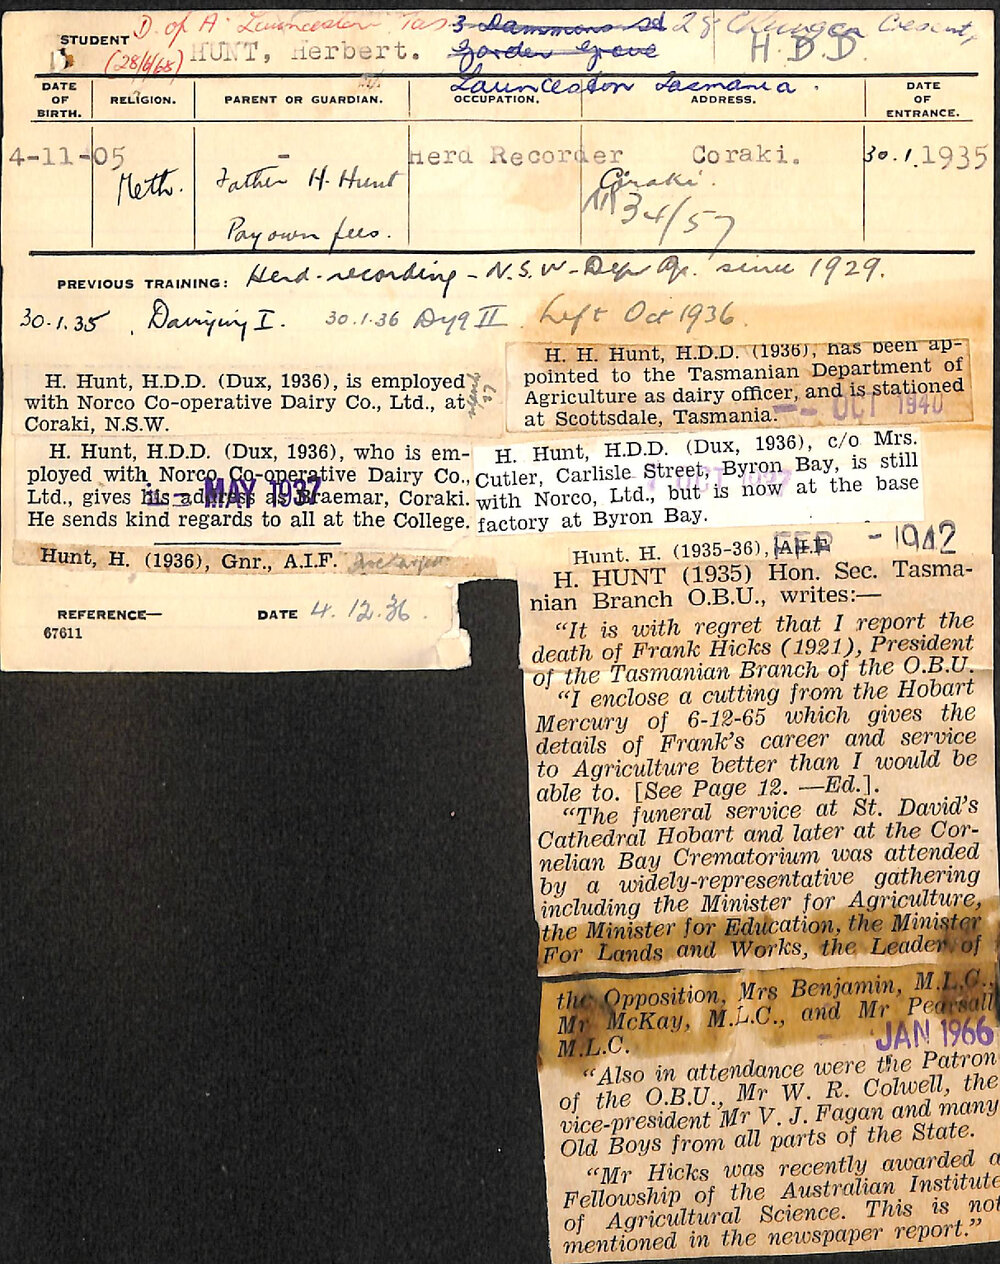 D. of A. Launceston Tas 3 Dammons Rd 28 Crescent,
STUDENT HUNT, Herbert. Garden Grove H.D.D.
(28/6/65)
Launceston Tasmania.
DATE OF BIRTH. RELIGION. PARENT OR GUARDIAN. OCCUPATION. ADDRESS. DATE OF ENTRANCE.
4-11-05 Meth. Father H. Hunt Herd Recorder Coraki. 30.1.1935
Coraki.
34/57
Pay own fees.
PREVIOUS TRAINING: Herd-recording - N.S.W. Dep Ag. since 1929.
30.1.35 Dairying I. 30.1.36 Dyg II. Left Oct 1936.
H. Hunt, H.D.D. (Dux, 1936), is employed
with Norco Co-operative Dairy Co., Ltd., at
Coraki, N.S.W.
H. H. Hunt, H.D.D. (1936), has been ap-
pointed to the Tasmanian Department of
Agriculture as dairy officer, and is stationed
at Scottsdale, Tasmania.
OCT 1940
H. Hunt, H.D.D. (Dux, 1936), who is em-
ployed with Norco Co-operative Dairy Co.,
Ltd., gives his address as Braemar, Coraki.
He sends kind regards to all at the College.
MAY 1937
H. Hunt, H.D.D. (Dux, 1936), c/o Mrs.
Cutler, Carlisle Street, Byron Bay, is still
with Norco, Ltd., but is now at the base
factory at Byron Bay.
OCT 1937
Hunt, H. (1936), Gnr., A.I.F.
Hunt. H. (1935-36), A.I.F.
FEB - 1942
REFERENCE— DATE 4.12.36.
67611
H. HUNT (1935) Hon. Sec. Tasma-
nian Branch O.B.U., writes:—
"It is with regret that I report the
death of Frank Hicks (1921), President
of the Tasmanian Branch of the O.B.U.
"I enclose a cutting from the Hobart
Mercury of 6-12-65 which gives the
details of Frank's career and service
to Agriculture better than I would be
able to. [See Page 12. —Ed.].
"The funeral service at St. David's
Cathedral Hobart and later at the Cor-
nelian Bay Crematorium was attended
by a widely-representative gathering
including the Minister for Agriculture,
the Minister for Education, the Minister
For Lands and Works, the Leader of
the Opposition, Mrs Benjamin, M.L.C.,
Mr McKay, M.L.C., and Mr Pearsall
M.L.C.
JAN 1966
"Also in attendance were the Patron
of the O.B.U., Mr W. R. Colwell, the
vice-president Mr V. J. Fagan and many
Old Boys from all parts of the State.
"Mr Hicks was recently awarded a
Fellowship of the Australian Institute
of Agricultural Science. This is not
mentioned in the newspaper report."